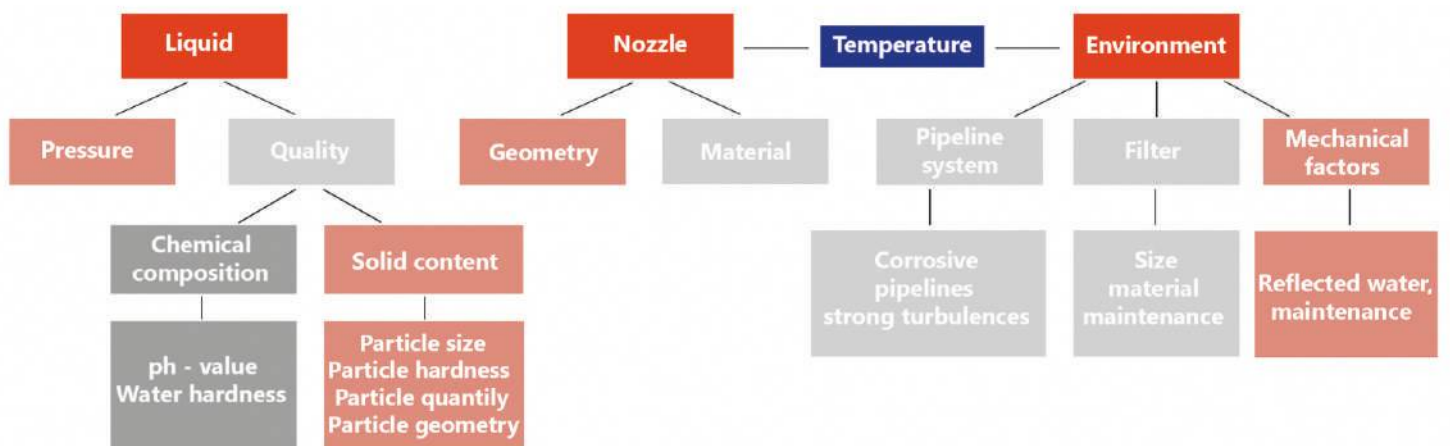 Liquid
Nozzle
Temperature
Environment
Pressure
Quality
Geometry
Material
Pipeline
system
Filter
Mechanical
factors
Chemical
composition
Solid content
Corrosive
pipelines
strong turbulences
Size
material
maintenance
Reflected water,
maintenance
ph - value
Water hardness
Particle size
Particle hardness
Particle quantily
Particle geometry